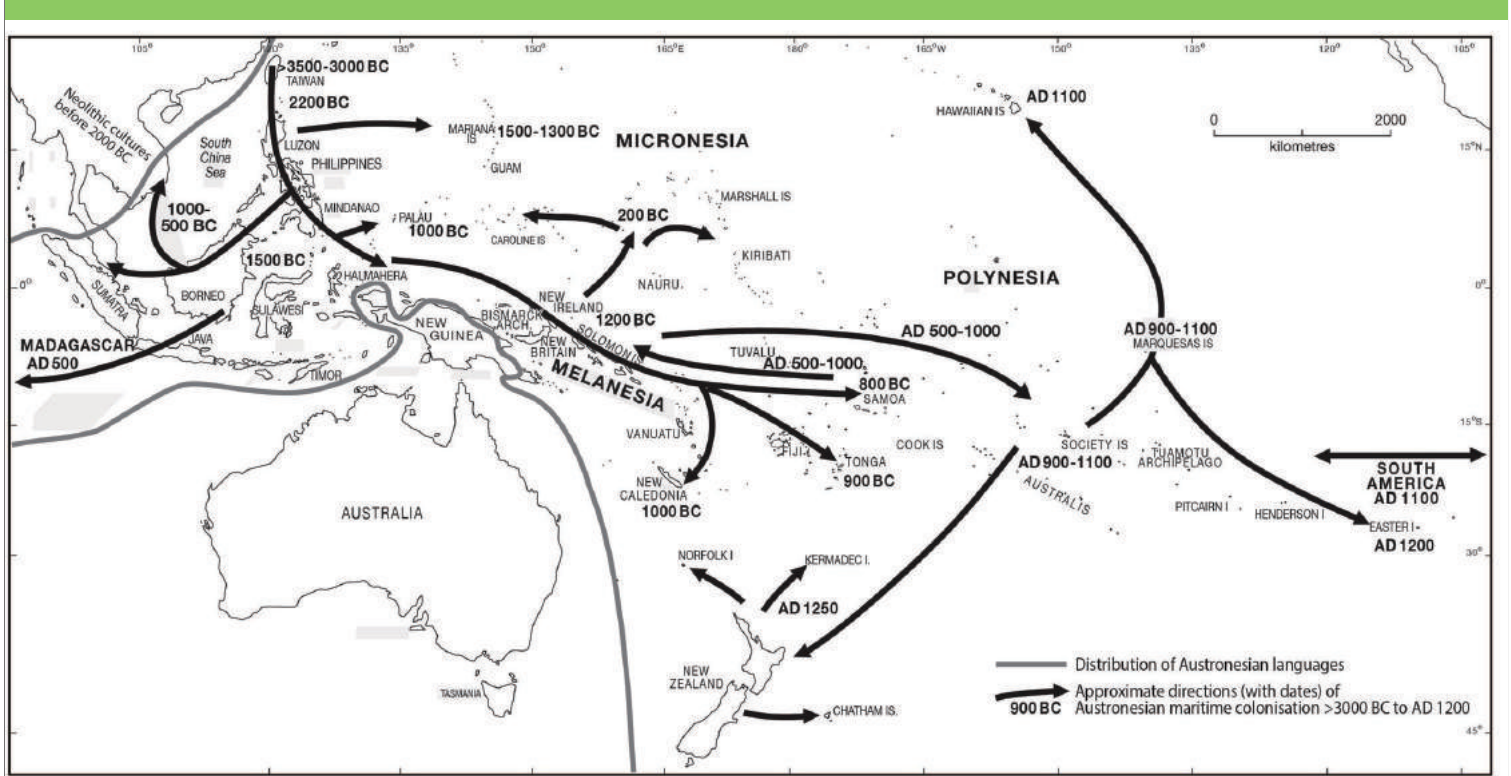 105°
120°
135°
150°
165°E
180°
165°W
150°
135°
120°
105°
>3500-3000 BC
TAIWAN
2200 BC
Neolithic cultures
before 2000 BC
South
China
Sea
LUZON
PHILIPPINES
MARIANA
IS
1500-1300 BC
GUAM
MICRONESIA
HAWAIIAN IS
AD 1100
0
2000
kilometres
15°N
MINDANAO
PALAU
1000 BC
1000-
500 BC
200 BC
MARSHALL IS
CAROLINE IS
1500 BC
HALMAHERA
KIRIBATI
NAURU
POLYNESIA
0°
0°
SUMATRA
BORNEO
SULAWESI
NEW
IRELAND
1200 BC
BISMARCK
ARCH.
NEW
GUINEA
NEW
BRITAIN
SOLOMON IS
AD 500-1000
AD 900-1100
MARQUESAS IS
MADAGASCAR
AD 500
JAVA
TIMOR
TUVALU
AD 500-1000
MELANESIA
800 BC
SAMOA
15°S
VANUATU
FIJI
TONGA
900 BC
COOK IS
SOCIETY IS
AD 900-1100
TUAMOTU
ARCHIPELAGO
AUSTRALIS
SOUTH
AMERICA
AD 1100
NEW
CALEDONIA
1000 BC
AUSTRALIA
PITCAIRN I
HENDERSON I
EASTER I
AD 1200
NORFOLK I
KERMADEC I.
30°
AD 1250
NEW
ZEALAND
TASMANIA
CHATHAM IS.
Distribution of Austronesian languages
Approximate directions (with dates) of
900 BC Austronesian maritime colonisation >3000 BC to AD 1200
45°